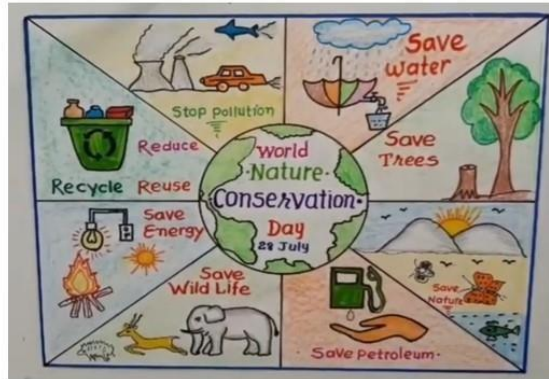 Stop Pollution
Save
Water
Reduce
Recycle Reuse
Save
Trees
World
·Nature·
Conservation·
Day
28 July
Save
Energy
Save
Wild Life
Save
Nature
Save Petroleum·